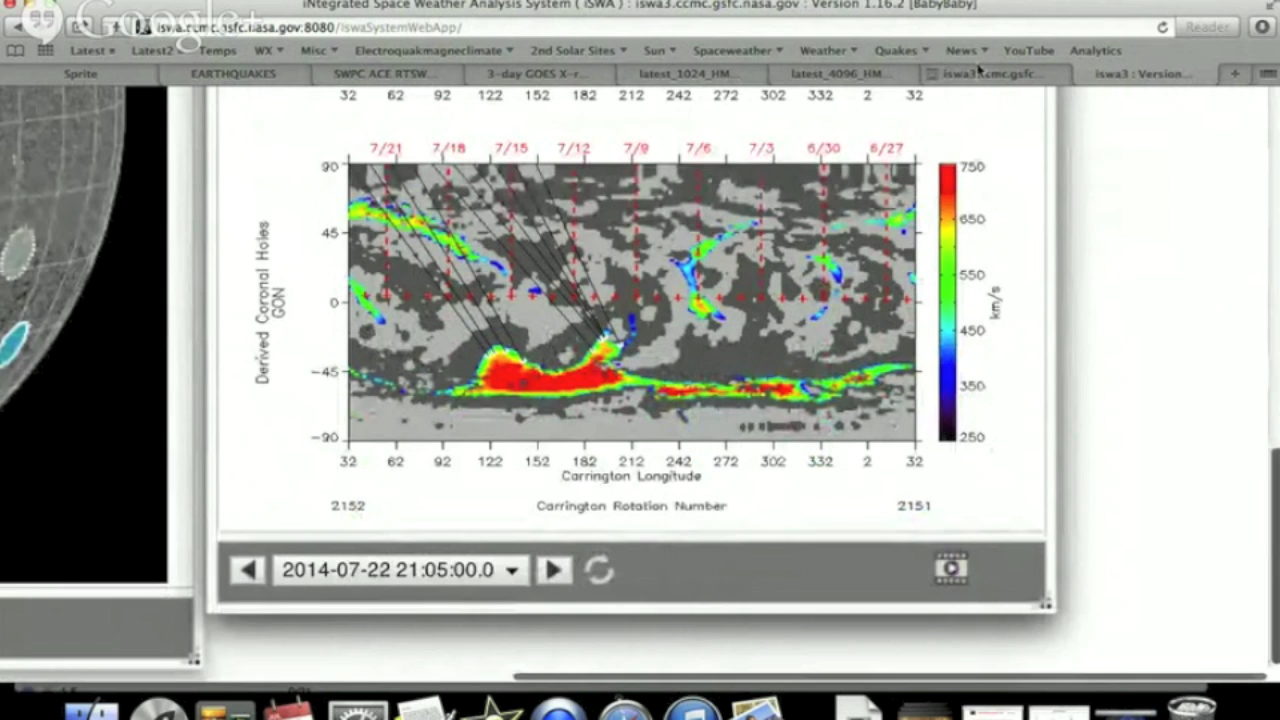 iNtegrated Space Weather Analysis System ( iSWA ) : iswa3.ccmc.gsfc.nasa.gov : Version 1.16.2 [BabyBaby]
Google+
iswa.ccmc.gsfc.nasa.gov:8080/iswaSystemWebApp/
Reader
Latest Latest2 Temps WX Misc Electroquakmagneclimate 2nd Solar Sites Sun Spaceweather Weather Quakes News YouTube Analytics
Sprite EARTHQUAKES SWPC ACE RTSW... 3-day GOES X-r... latest_1024_HM... latest_4096_HM... iswa3.ccmc.gsfc... iswa3 : Version...
32 62 92 122 152 182 212 242 272 302 332 2 32
7/21 7/18 7/15 7/12 7/9 7/6 7/3 6/30 6/27
90
45
0
-45
-90
Derived Coronal Holes
GON
750
650
550
450
350
250
km/s
32 62 92 122 152 182 212 242 272 302 332 2 32
Carrington Longitude
2152 Carrington Rotation Number 2151
2014-07-22 21:05:00.0